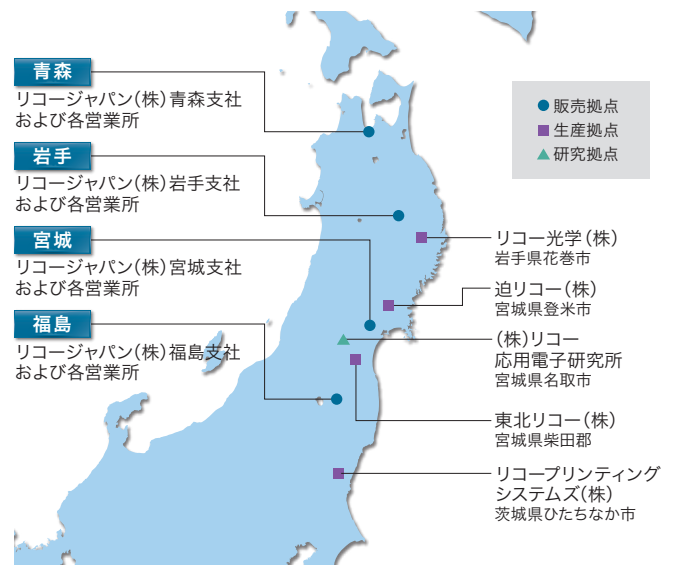 青森
リコージャパン(株)青森支社
および各営業所
岩手
リコージャパン(株)岩手支社
および各営業所
宮城
リコージャパン(株)宮城支社
および各営業所
福島
リコージャパン(株)福島支社
および各営業所
販売拠点
生産拠点
研究拠点
リコー光学(株)
岩手県花巻市
迫リコー(株)
宮城県登米市
(株)リコー
応用電子研究所
宮城県名取市
東北リコー(株)
宮城県柴田郡
リコープリンティング
システムズ(株)
茨城県ひたちなか市